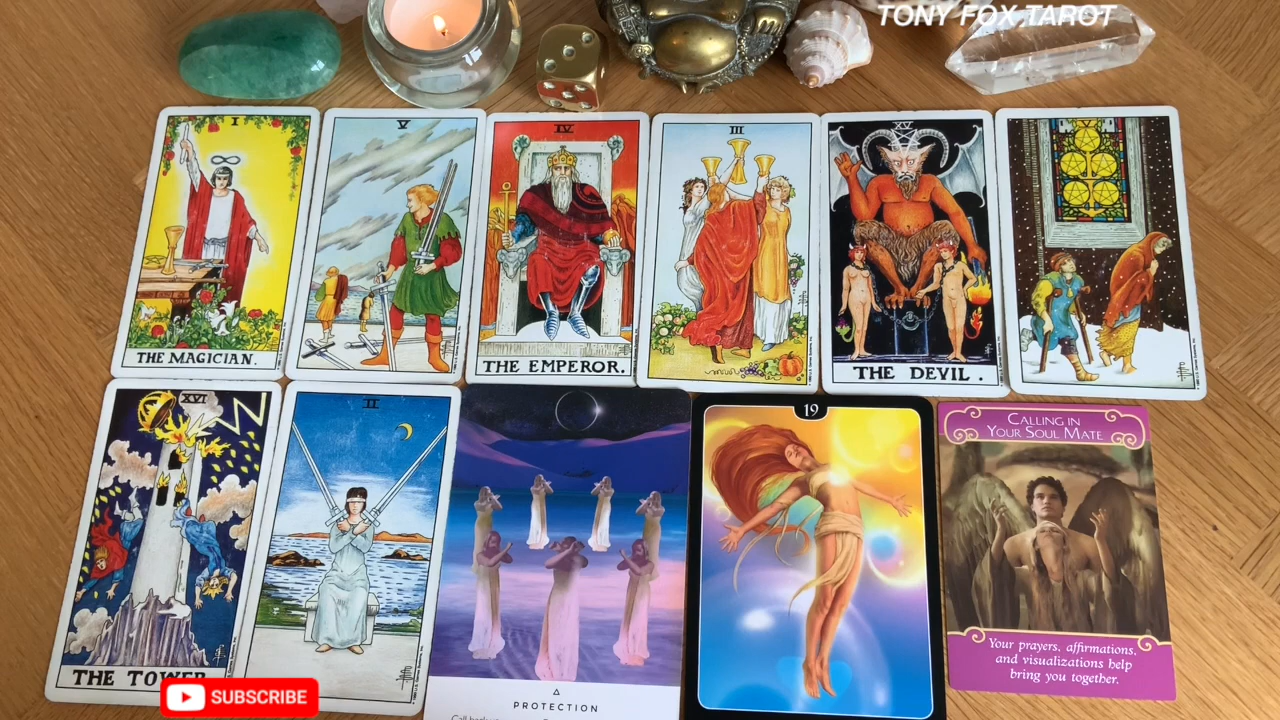 TONY FOX TAROT
I
THE MAGICIAN.
V
IV
THE EMPEROR.
III
XV
THE DEVIL.
XVI
THE TOWER
II
PROTECTION
19
CALLING IN
YOUR SOUL MATE
Your prayers, affirmations,
and visualizations help
bring you together.
SUBSCRIBE